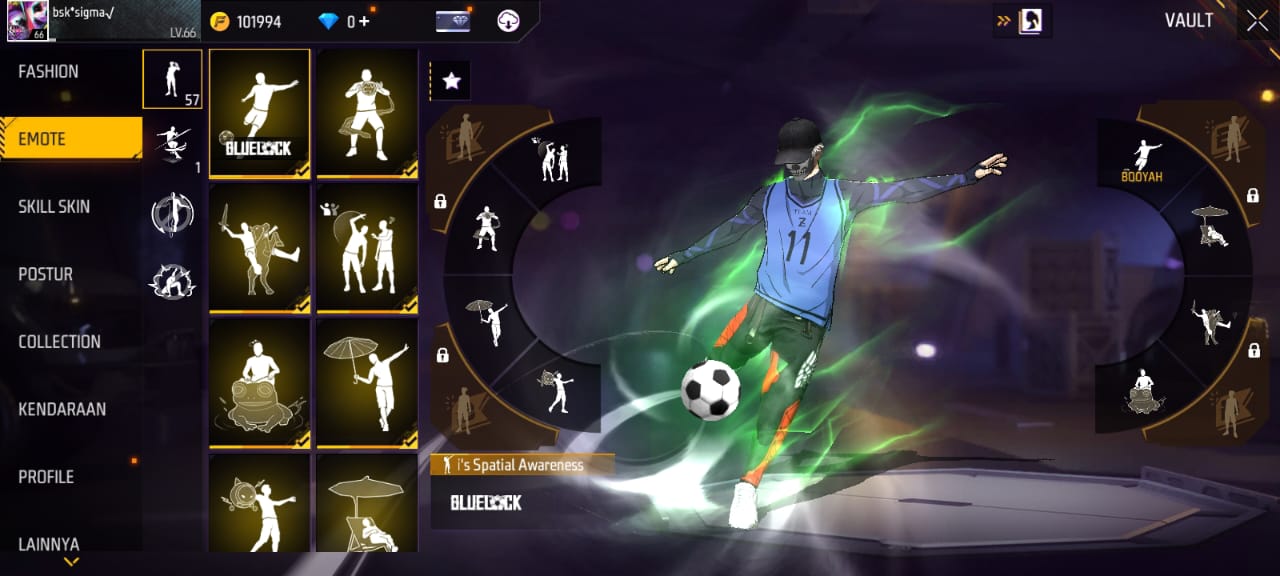 bsk*sigma√
66
LV.66
101994
0+
VAULT
FASHION
57
EMOTE
1
SKILL SKIN
POSTUR
COLLECTION
KENDARAAN
PROFILE
LAINNYA
BLUELOCK
BOOYAH
TEAM
Z
11
i's Spatial Awareness
BLUELOCK